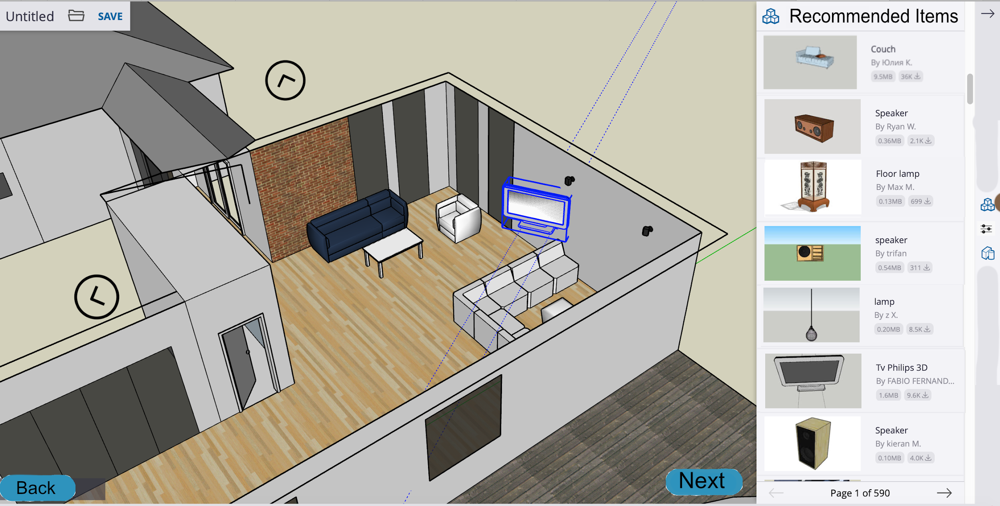 Untitled SAVE
Recommended Items
Couch
By Юлия К.
9.5MB 36K
Speaker
By Ryan W.
0.36MB 2.1K
Floor lamp
By Max M.
0.13MB 699
speaker
By trifan
0.54MB 311
lamp
By z X.
0.20MB 8.5K
Tv Philips 3D
By FABIO FERNAND...
1.6MB 9.6K
Speaker
By kieran M.
0.10MB 4.0K
Page 1 of 590
Back
Next